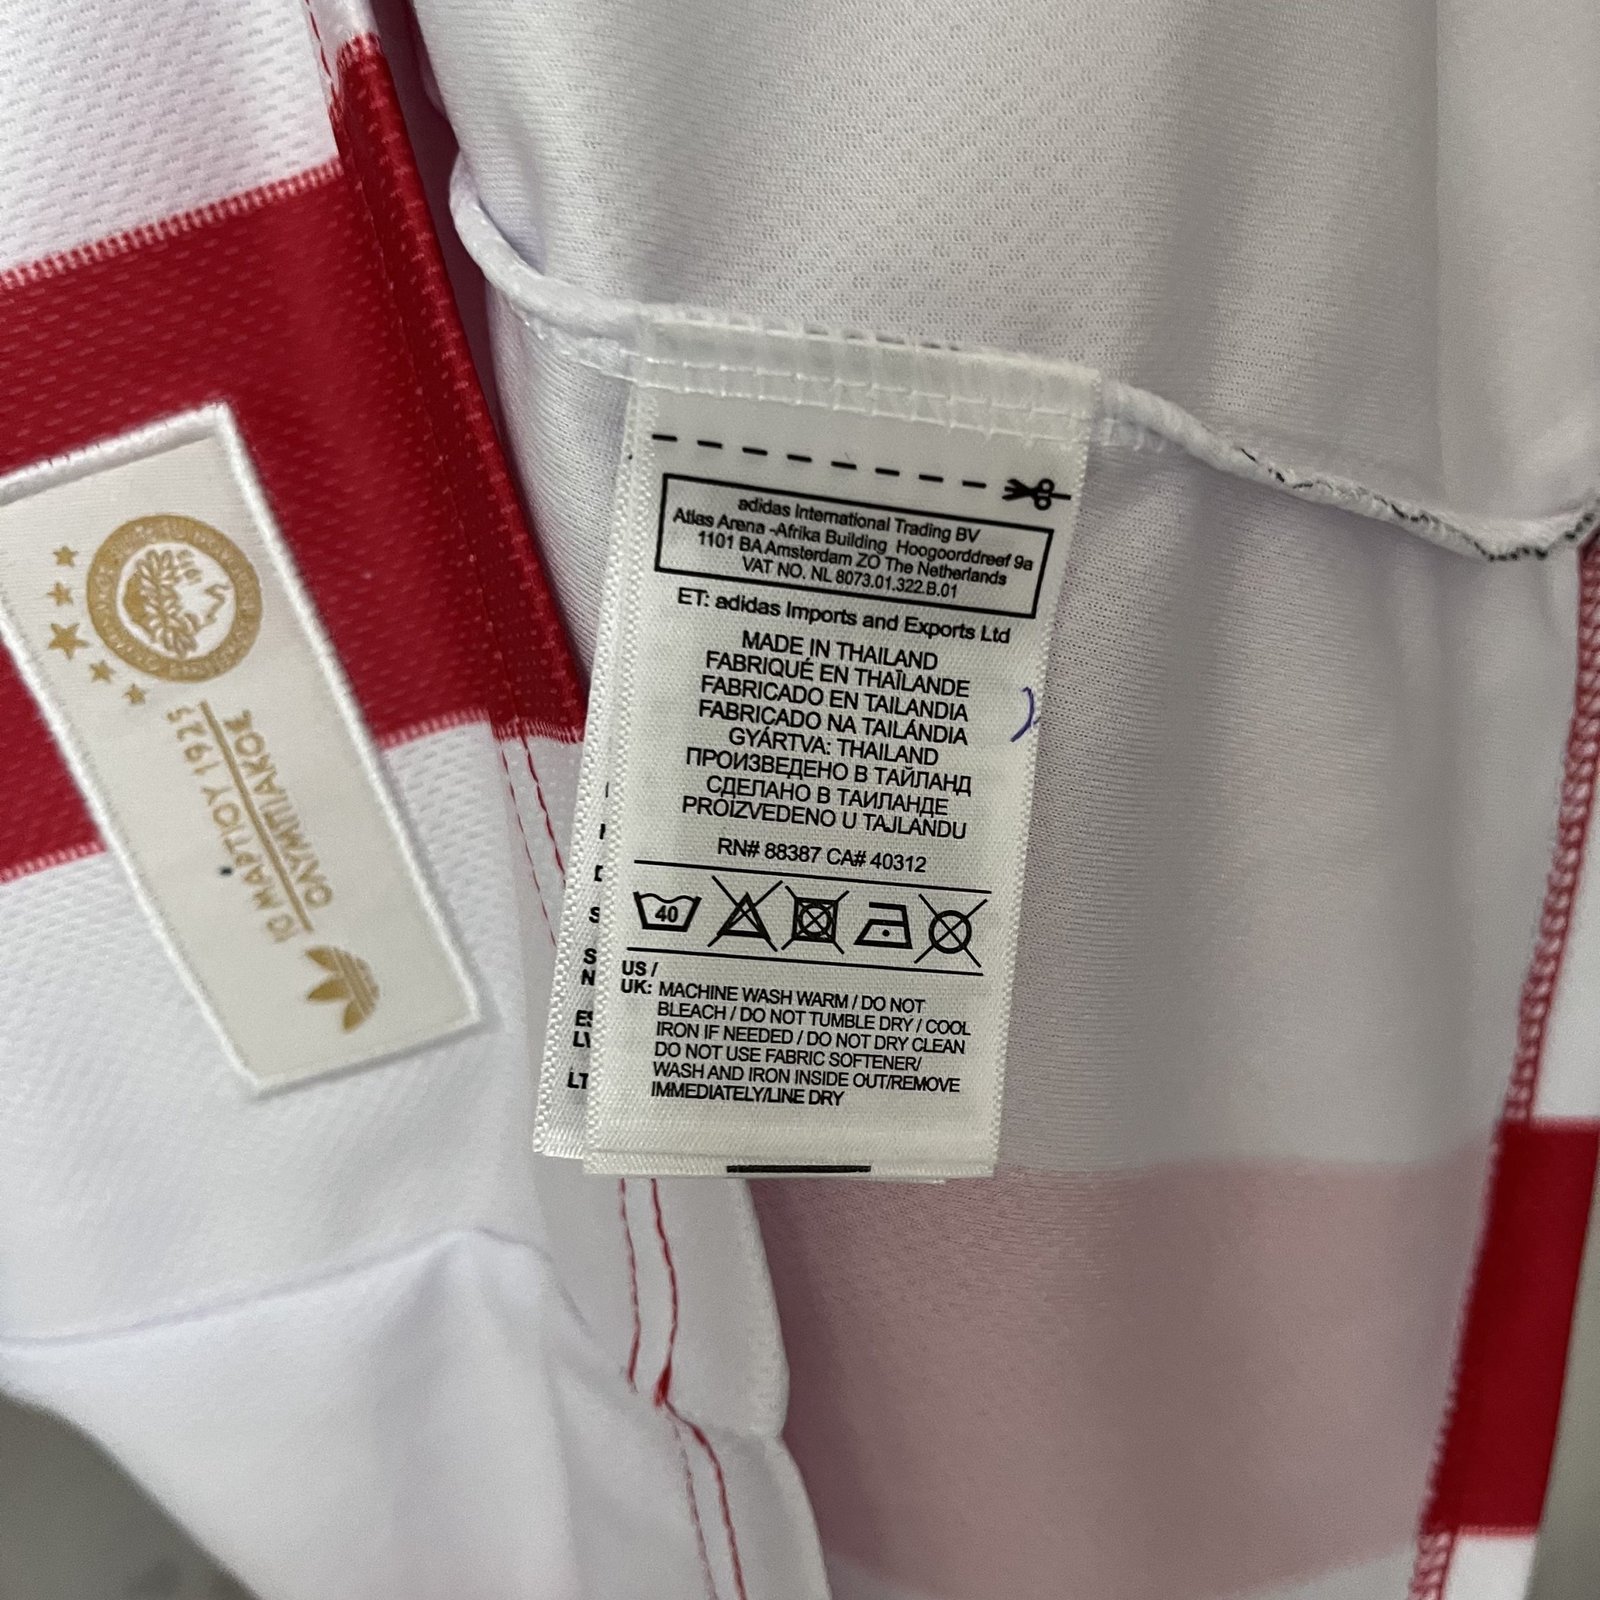 adidas International Trading BV
Atlas Arena -Afrika Building Hoogoorddreef 9a
1101 BA Amsterdam ZO The Netherlands
VAT NO. NL 8073.01.322.B.01
ET: adidas Imports and Exports Ltd
MADE IN THAILAND
FABRIQUÉ EN THAÏLANDE
FABRICADO EN TAILANDIA
FABRICADO NA TAILÁNDIA
GYÁRTVA: THAILAND
ПРОИЗВЕДЕНО В ТАЙЛАНД
СДЕЛАНО В ТАИЛАНДЕ
PROIZVEDENO U TAJLANDU
RN# 88387 CA# 40312
40
US /
UK: MACHINE WASH WARM / DO NOT
BLEACH / DO NOT TUMBLE DRY / COOL
IRON IF NEEDED / DO NOT DRY CLEAN
DO NOT USE FABRIC SOFTENER/
WASH AND IRON INSIDE OUT/REMOVE
IMMEDIATELY/LINE DRY
ES
LV
LT
10 ΜΑΡΤΙΟΥ 1925
ΟΛΥΜΠΙΑΚΟΣ